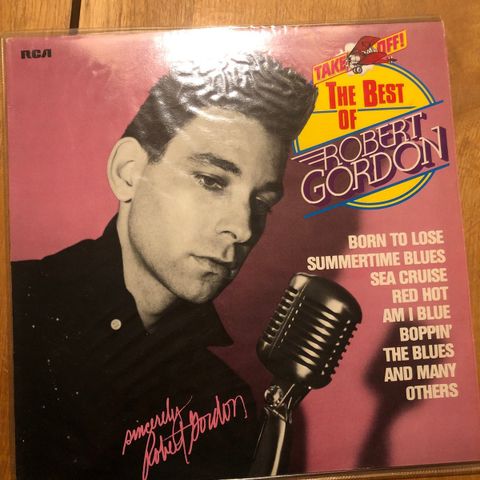 RCA
TAKE OFF!
THE BEST
OF
ROBERT
GORDON
BORN TO LOSE
SUMMERTIME BLUES
SEA CRUISE
RED HOT
AM I BLUE
BOPPIN'
THE BLUES
AND MANY
OTHERS
sincerely
Robert Gordon